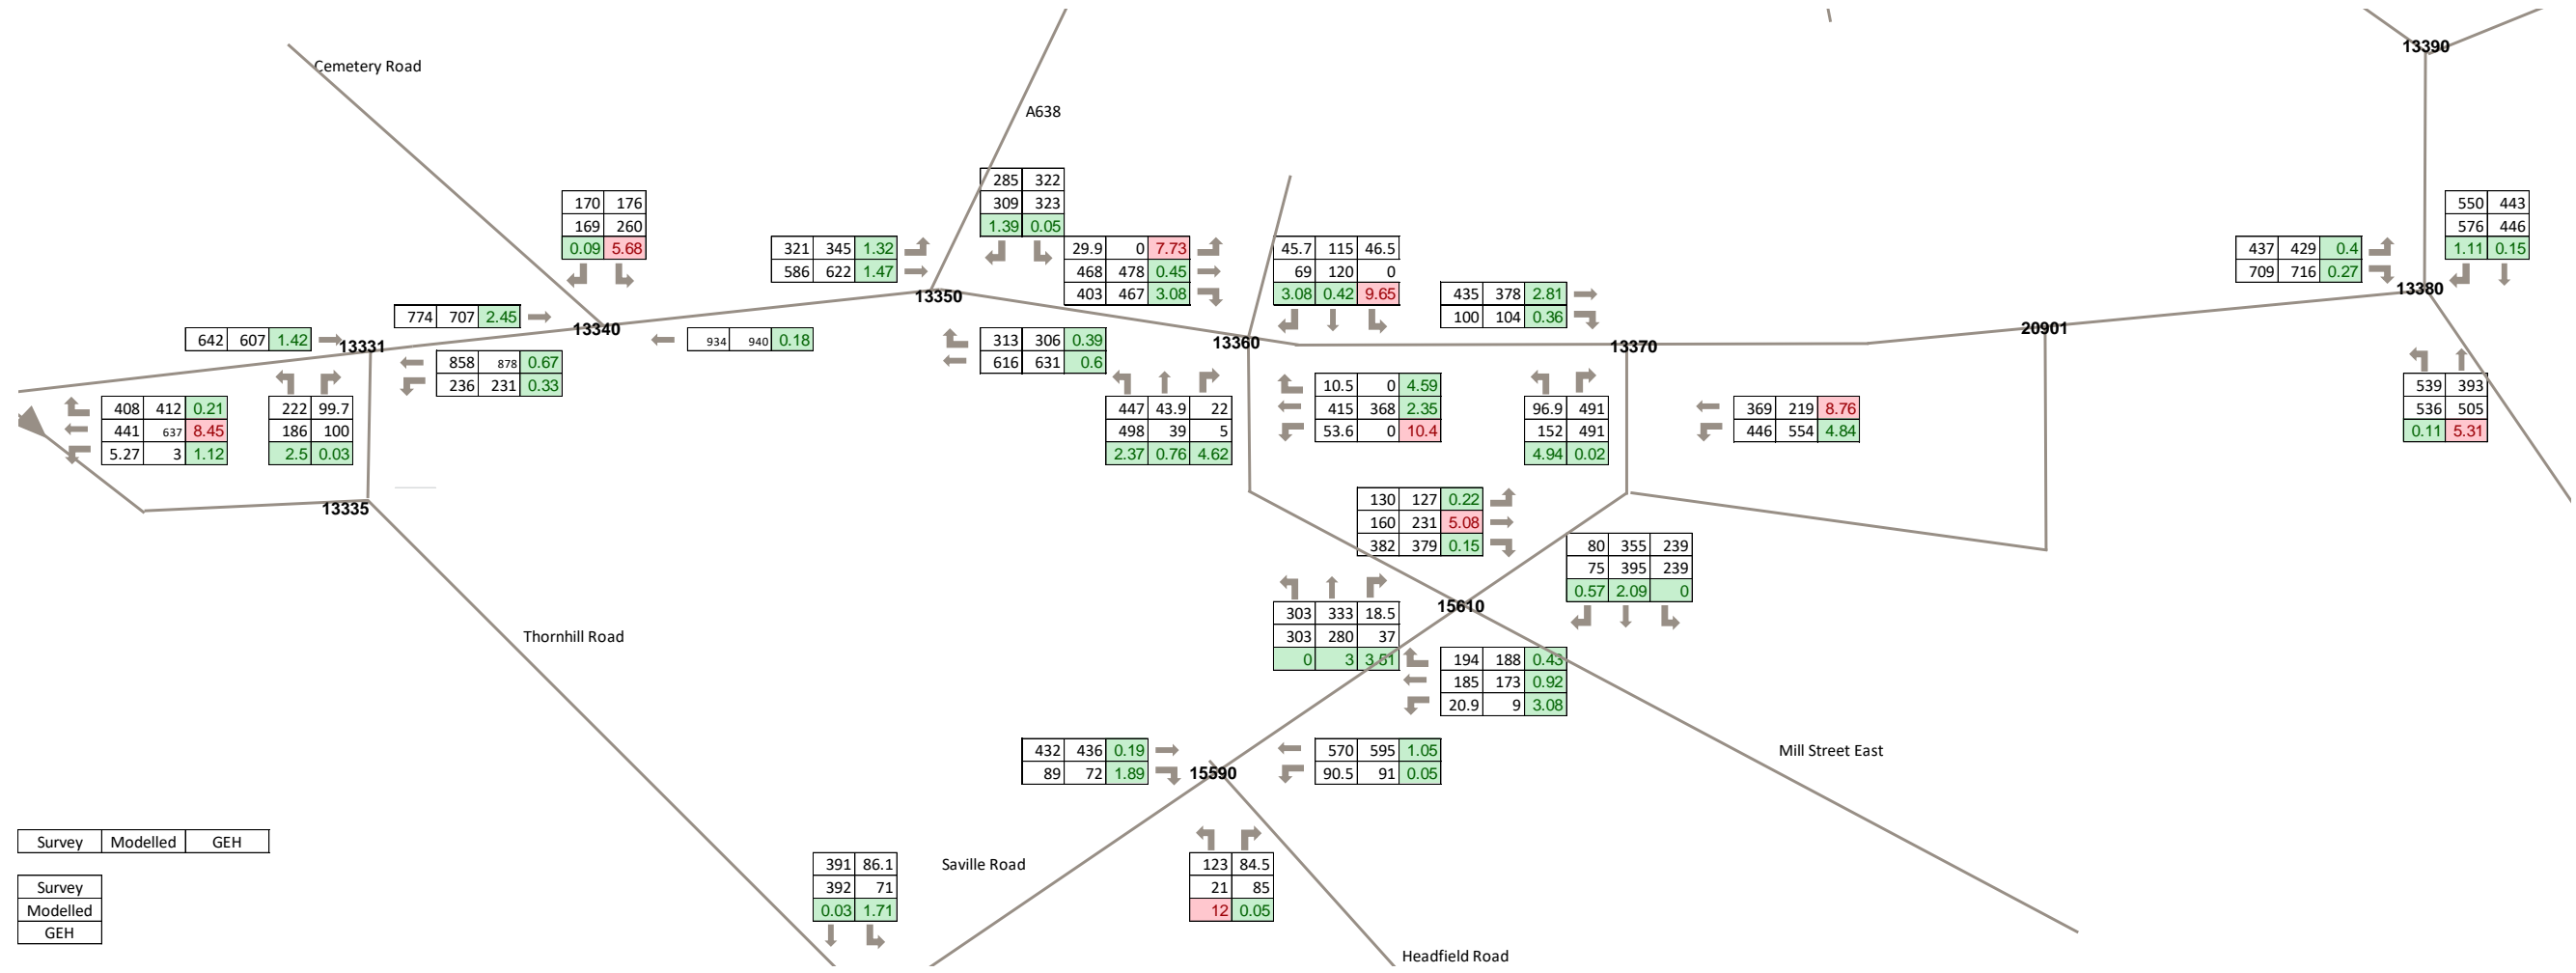 13390
Cemetery Road
A638
285 322
309 323
1.39 0.05
170 176
169 260
0.09 5.68
550 443
576 446
1.11 0.15
321 345 1.32
586 622 1.47
29.9 0 7.73
468 478 0.45
403 467 3.08
45.7 115 46.5
69 120 0
3.08 0.42 9.65
437 429 0.4
709 716 0.27
435 378 2.81
100 104 0.36
13350
13380
774 707 2.45
13340
20901
642 607 1.42
13331
934 940 0.18
313 306 0.39
616 631 0.6
13360
13370
858 878 0.67
236 231 0.33
408 412 0.21
441 637 8.45
5.27 3 1.12
222 99.7
186 100
2.5 0.03
447 43.9 22
498 39 5
2.37 0.76 4.62
10.5 0 4.59
415 368 2.35
53.6 0 10.4
96.9 491
152 491
4.94 0.02
369 219 8.76
446 554 4.84
539 393
536 505
0.11 5.31
13335
130 127 0.22
160 231 5.08
382 379 0.15
80 355 239
75 395 239
0.57 2.09 0
15610
303 333 18.5
303 280 37
0 3 3.51
Thornhill Road
194 188 0.43
185 173 0.92
20.9 9 3.08
432 436 0.19
89 72 1.89
15590
570 595 1.05
90.5 91 0.05
Mill Street East
Survey Modelled GEH
391 86.1
392 71
0.03 1.71
Saville Road
123 84.5
21 85
12 0.05
Survey
Modelled
GEH
Headfield Road